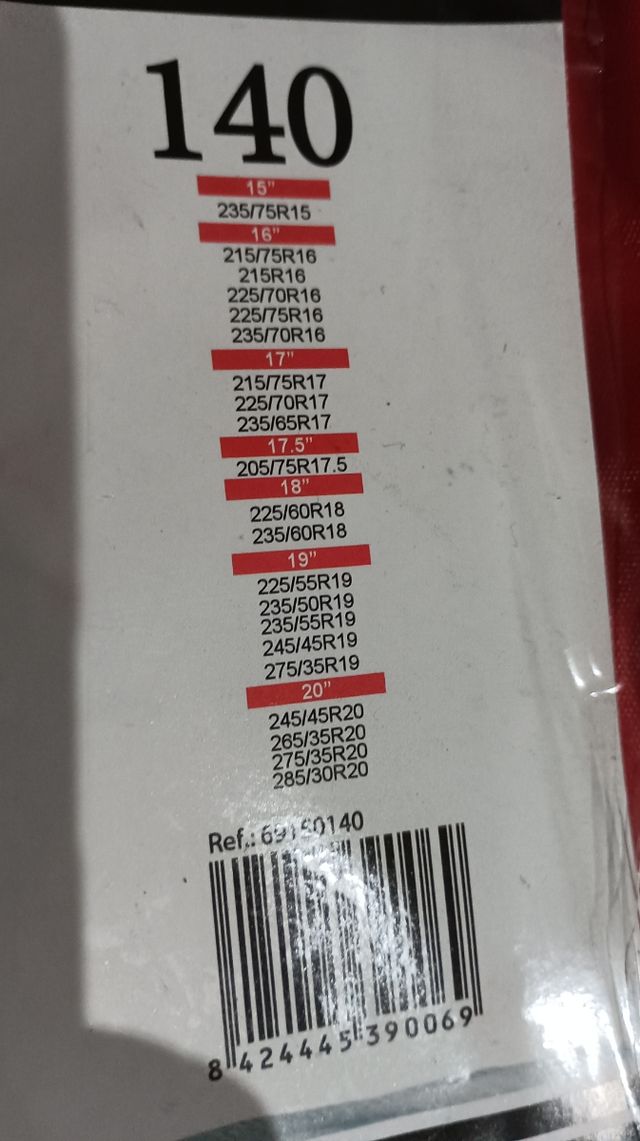 140
15”
235/75R15
16”
215/75R16
215R16
225/70R16
225/75R16
235/70R16
17”
215/75R17
225/70R17
235/65R17
17.5”
205/75R17.5
18”
225/60R18
235/60R18
19”
225/55R19
235/50R19
235/55R19
245/45R19
275/35R19
20”
245/45R20
265/35R20
275/35R20
285/30R20
Ref.:
8 424445 390069